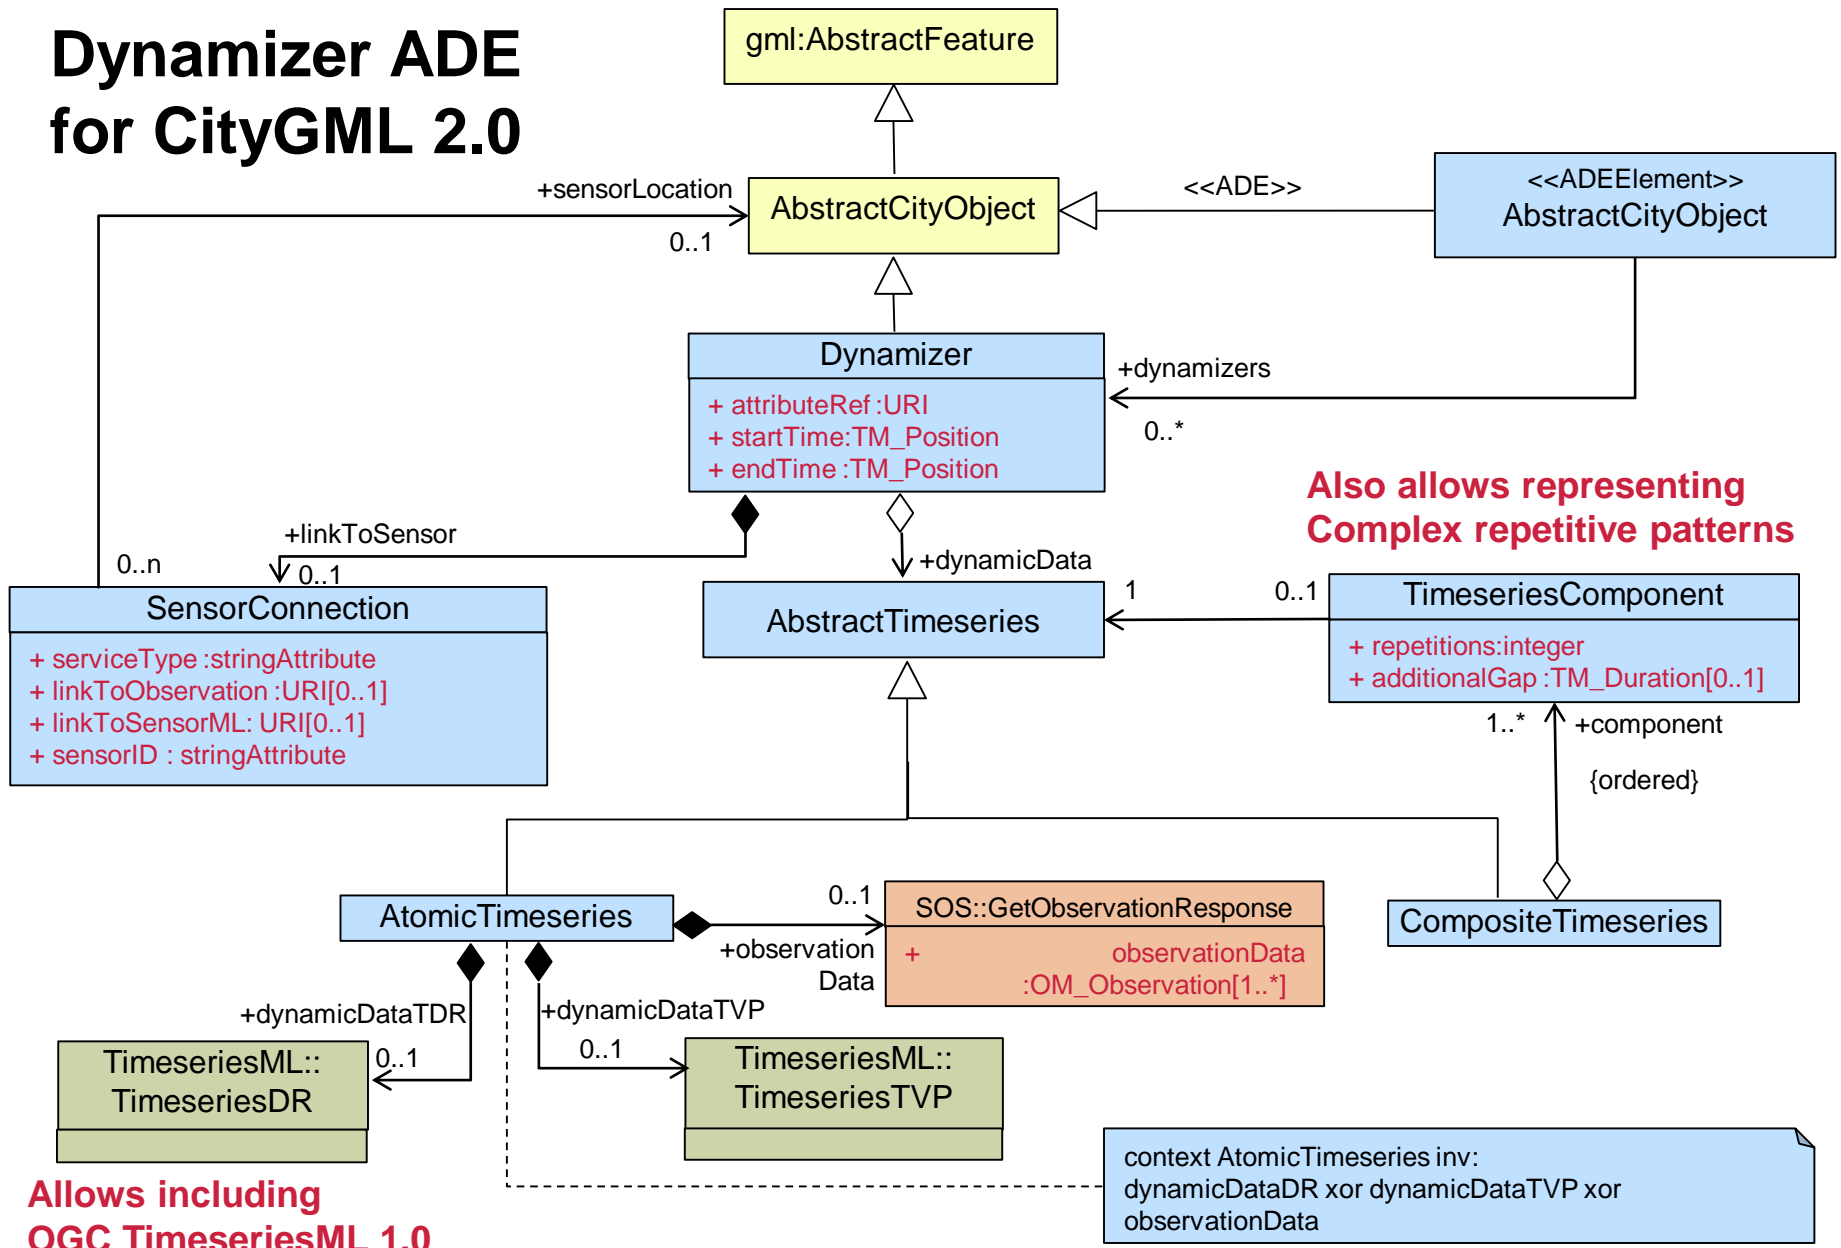 Dynamizer ADE
for CityGML 2.0
gml:AbstractFeature
+sensorLocation
0..1
AbstractCityObject
<<ADE>>
<<ADEElement>>
AbstractCityObject
Dynamizer
+ attributeRef :URI
+ startTime:TM_Position
+ endTime :TM_Position
+dynamizers
0..*
Also allows representing
Complex repetitive patterns
+linkToSensor
0..1
0..n
+dynamicData
SensorConnection
+ serviceType :stringAttribute
+ linkToObservation :URI[0..1]
+ linkToSensorML: URI[0..1]
+ sensorID : stringAttribute
AbstractTimeseries
1
0..1
TimeseriesComponent
+ repetitions:integer
+ additionalGap :TM_Duration[0..1]
1..*
+component
{ordered}
AtomicTimeseries
0..1
+observation
Data
SOS::GetObservationResponse
+ observationData
:OM_Observation[1..*]
CompositeTimeseries
+dynamicDataTDR
0..1
+dynamicDataTVP
0..1
TimeseriesML::
TimeseriesDR
TimeseriesML::
TimeseriesTVP
context AtomicTimeseries inv:
dynamicDataDR xor dynamicDataTVP xor
observationData
Allows including
OGC TimeseriesML 1.0